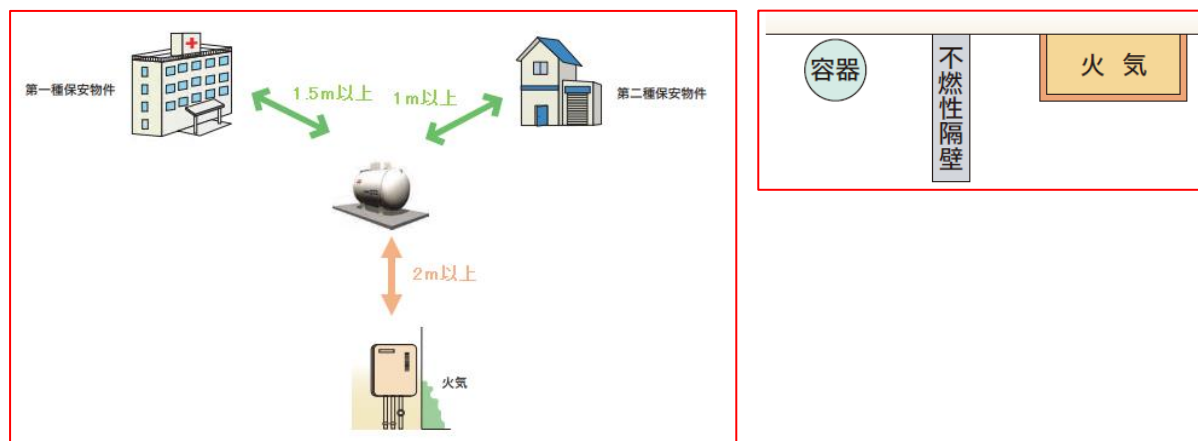 第一種保安物件
1.5m以上
1m以上
第二種保安物件
2m以上
火気
容器
不燃性隔壁
火 気